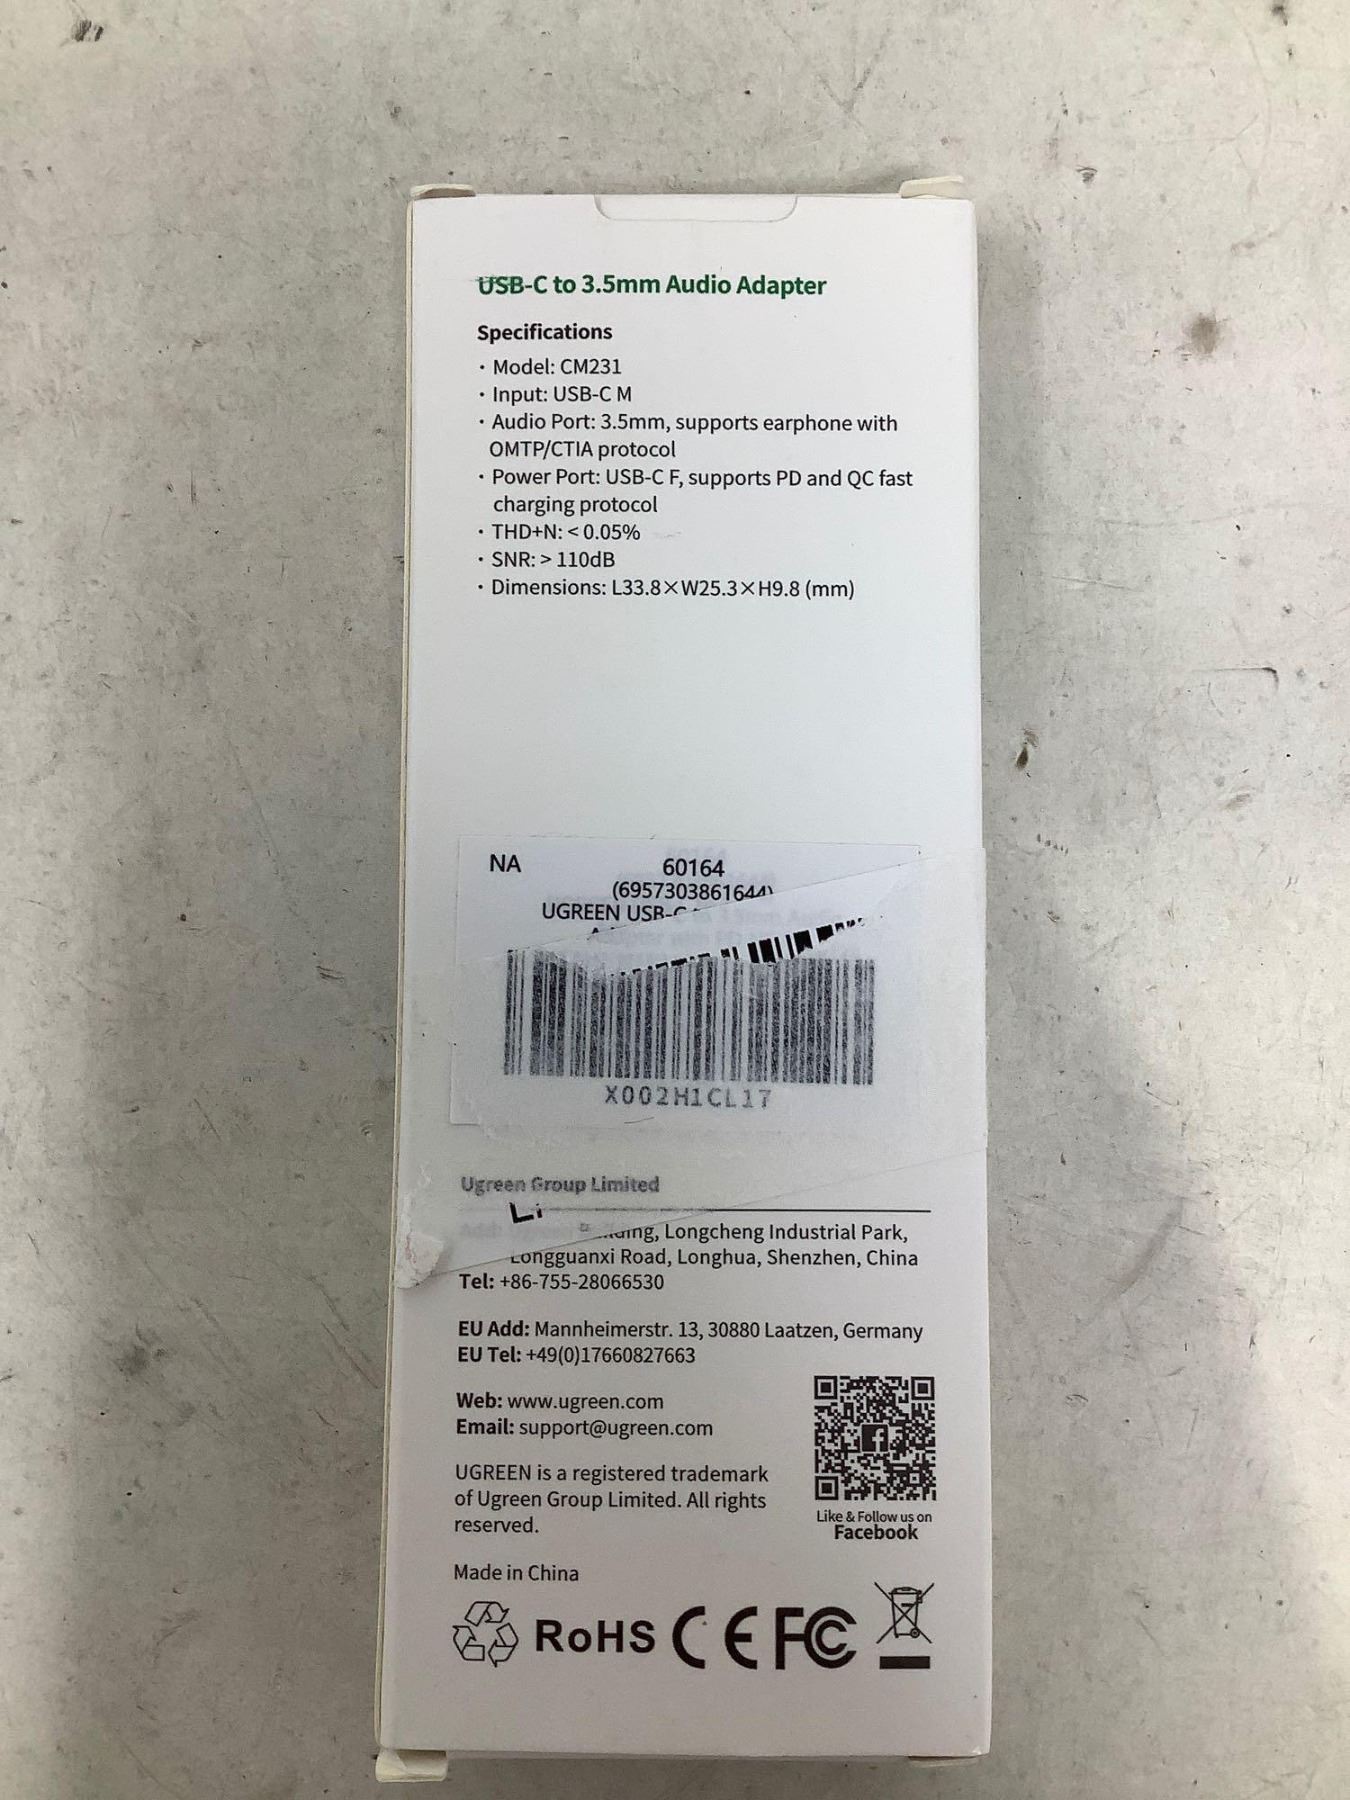 USB-C to 3.5mm Audio Adapter
Specifications
· Model: CM231
· Input: USB-C M
· Audio Port: 3.5mm, supports earphone with
OMTP/CTIA protocol
· Power Port: USB-C F, supports PD and QC fast
charging protocol
· THD+N: < 0.05%
· SNR: > 110dB
· Dimensions: L33.8×W25.3×H9.8 (mm)
NA
60164
(6957303861644)
UGREEN USB-C to 3.5mm Audio
X002H1CL17
Ugreen Group Limited
Longcheng Industrial Park,
Longguanxi Road, Longhua, Shenzhen, China
Tel: +86-755-28066530
EU Add: Mannheimerstr. 13, 30880 Laatzen, Germany
EU Tel: +49(0)17660827663
Web: www.ugreen.com
Email: support@ugreen.com
UGREEN is a registered trademark
of Ugreen Group Limited. All rights
reserved.
Like & Follow us on
Facebook
Made in China
RoHS CE FC